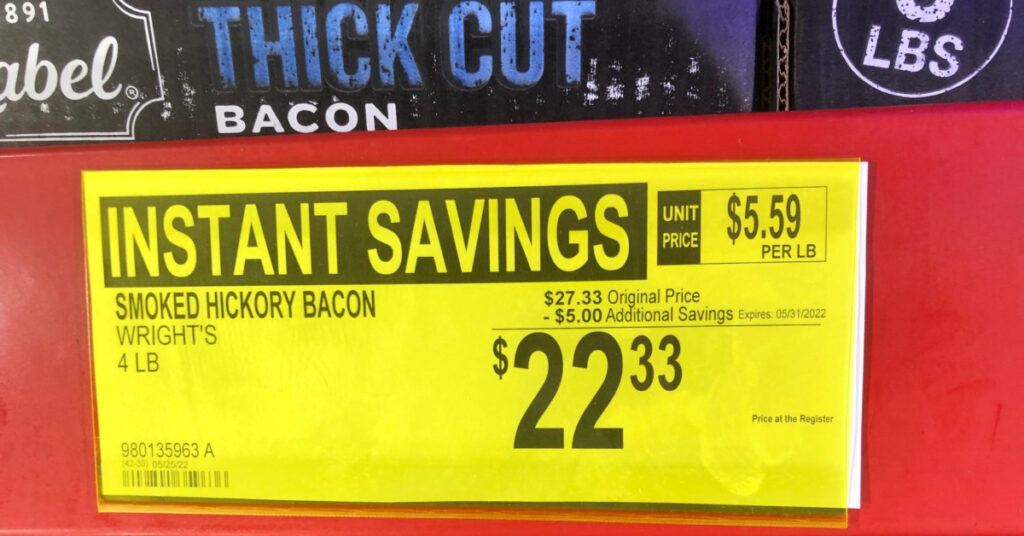 891
abel®
THICK CUT
BACON
LBS
INSTANT SAVINGS
UNIT
PRICE
$5.59
PER LB
SMOKED HICKORY BACON
WRIGHT'S
4 LB
$27.33 Original Price
- $5.00 Additional Savings Expires: 05/31/2022
$22 33
Price at the Register
980135963 A
(42-30) 05/25/22